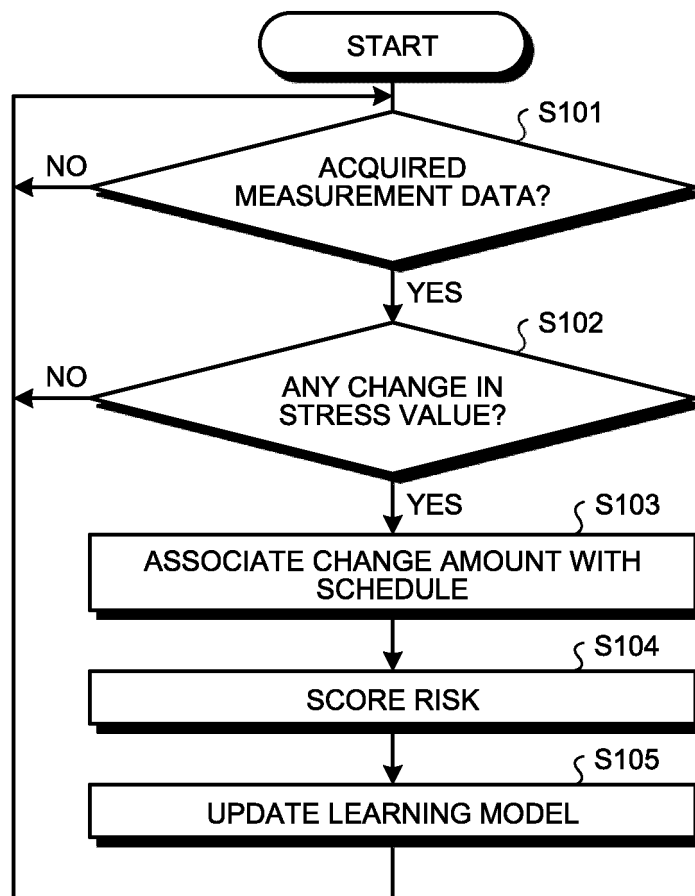 START
S101
NO
ACQUIRED
MEASUREMENT DATA?
YES
S102
NO
ANY CHANGE IN
STRESS VALUE?
YES
S103
ASSOCIATE CHANGE AMOUNT WITH
SCHEDULE
S104
SCORE RISK
S105
UPDATE LEARNING MODEL